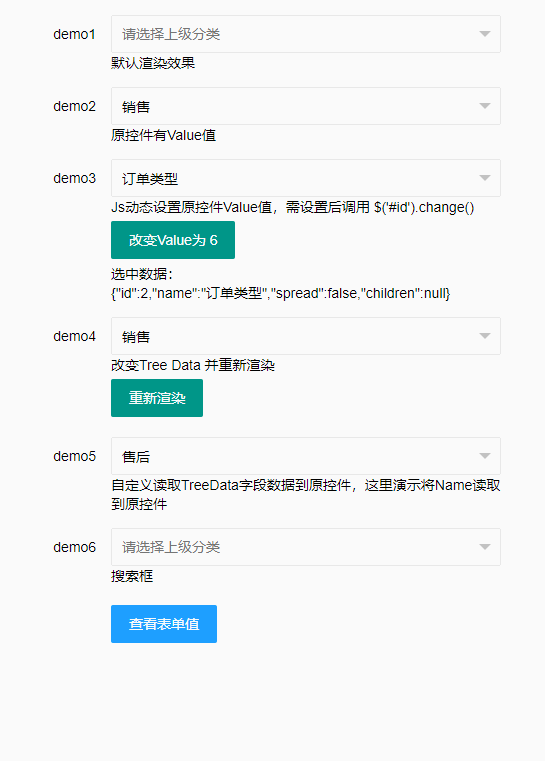 demo1 请选择上级分类
默认渲染效果
demo2 销售
原控件有Value值
demo3 订单类型
Js动态设置原控件Value值，需设置后调用 $('#id').change()
改变Value为 6
选中数据：
{"id":2,"name":"订单类型","spread":false,"children":null}
demo4 销售
改变Tree Data 并重新渲染
重新渲染
demo5 售后
自定义读取TreeData字段数据到原控件，这里演示将Name读取
到原控件
demo6 请选择上级分类
搜索框
查看表单值